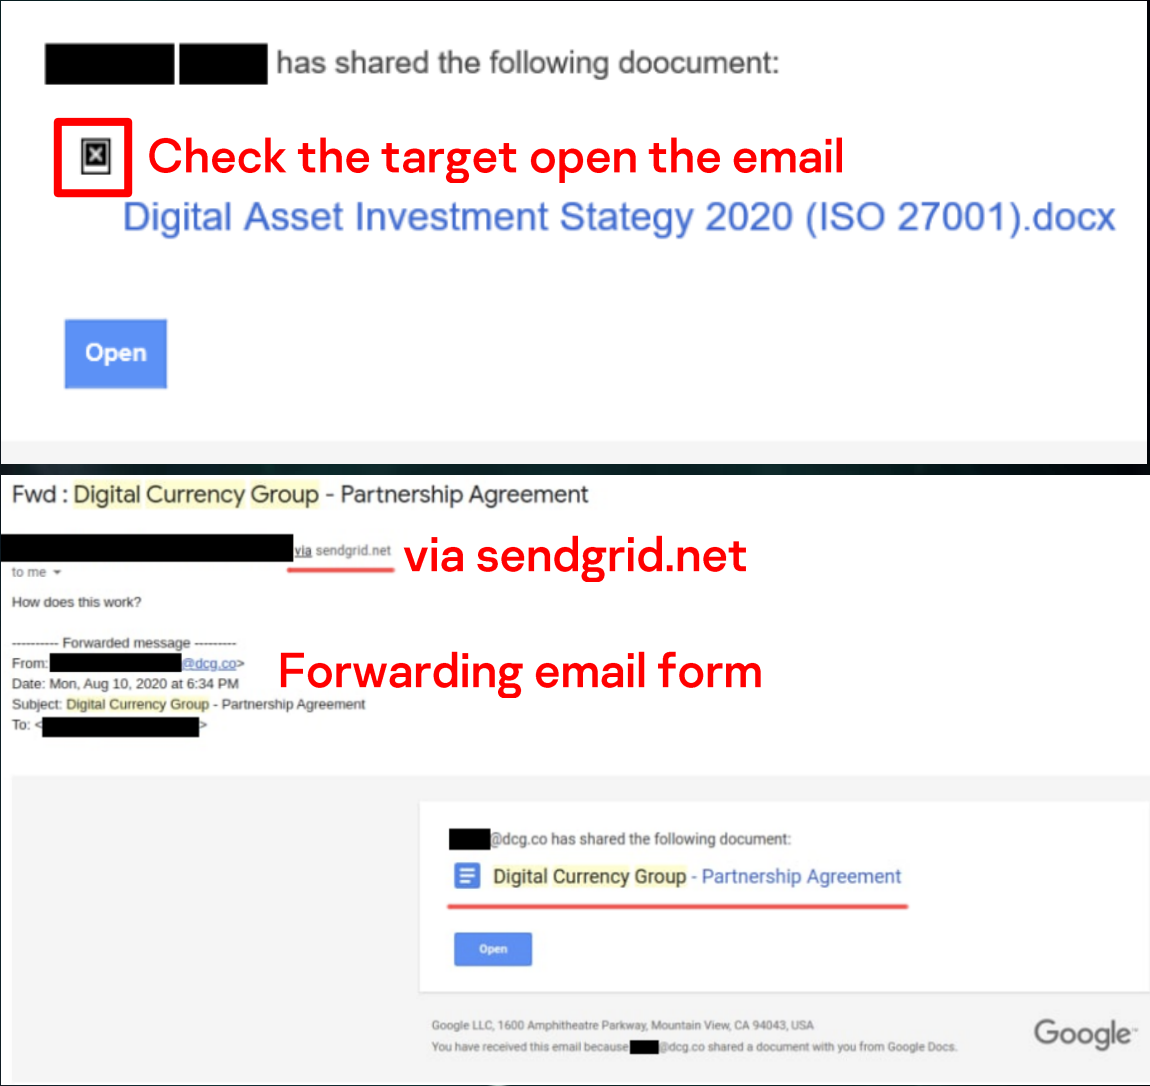 has shared the following doocument:
Check the target open the email
Digital Asset Investment Stategy 2020 (ISO 27001).docx
Open
Fwd : Digital Currency Group - Partnership Agreement
via sendgrid.net via sendgrid.net
to me
How does this work?
---------- Forwarded message ---------
From: @dcg.co>
Forwarding email form
Date: Mon, Aug 10, 2020 at 6:34 PM
Subject: Digital Currency Group - Partnership Agreement
To: < >
@dcg.co has shared the following document:
Digital Currency Group - Partnership Agreement
Open
Google LLC, 1600 Amphitheatre Parkway, Mountain View, CA 94043, USA
You have received this email because @dcg.co shared a document with you from Google Docs.
Google